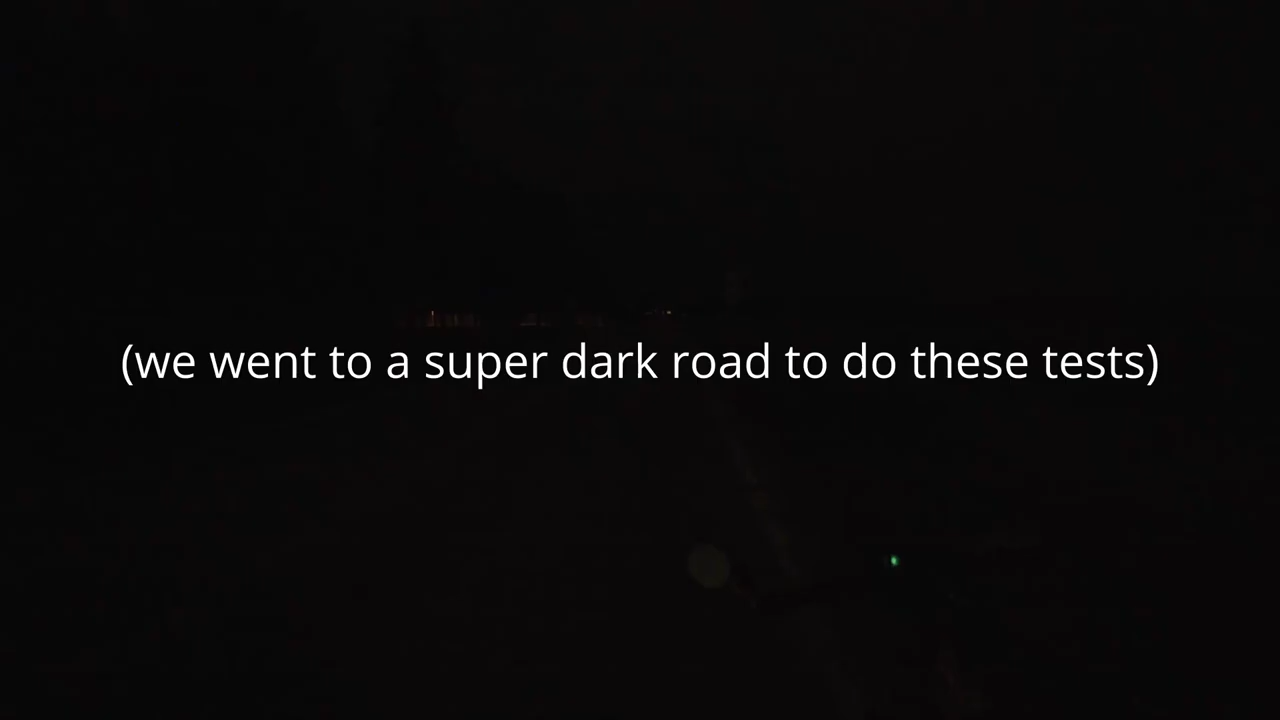 (we went to a super dark road to do these tests)